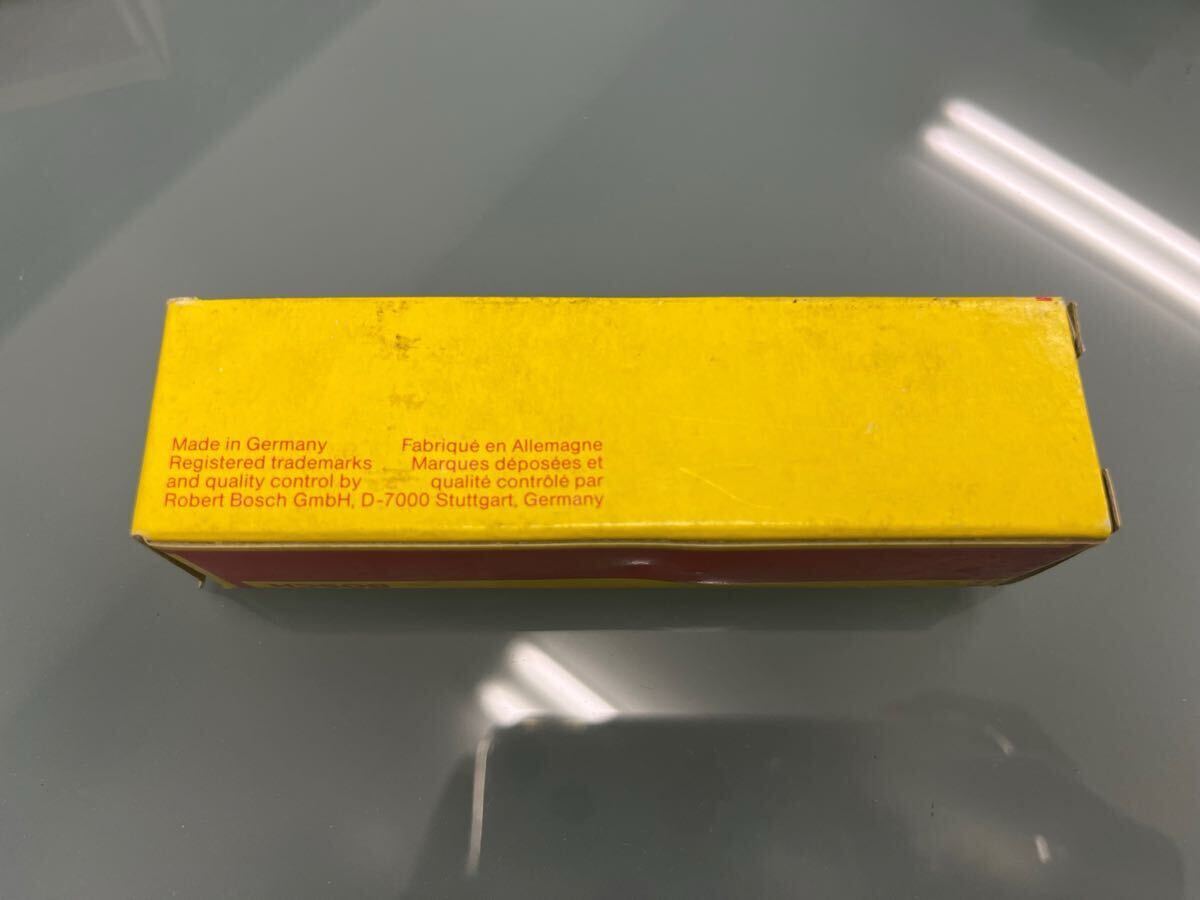 Made in Germany
Registered trademarks
and quality control by
Fabriqué en Allemagne
Marques déposées et
qualité contrôlé par
Robert Bosch GmbH, D-7000 Stuttgart, Germany
BOSCH